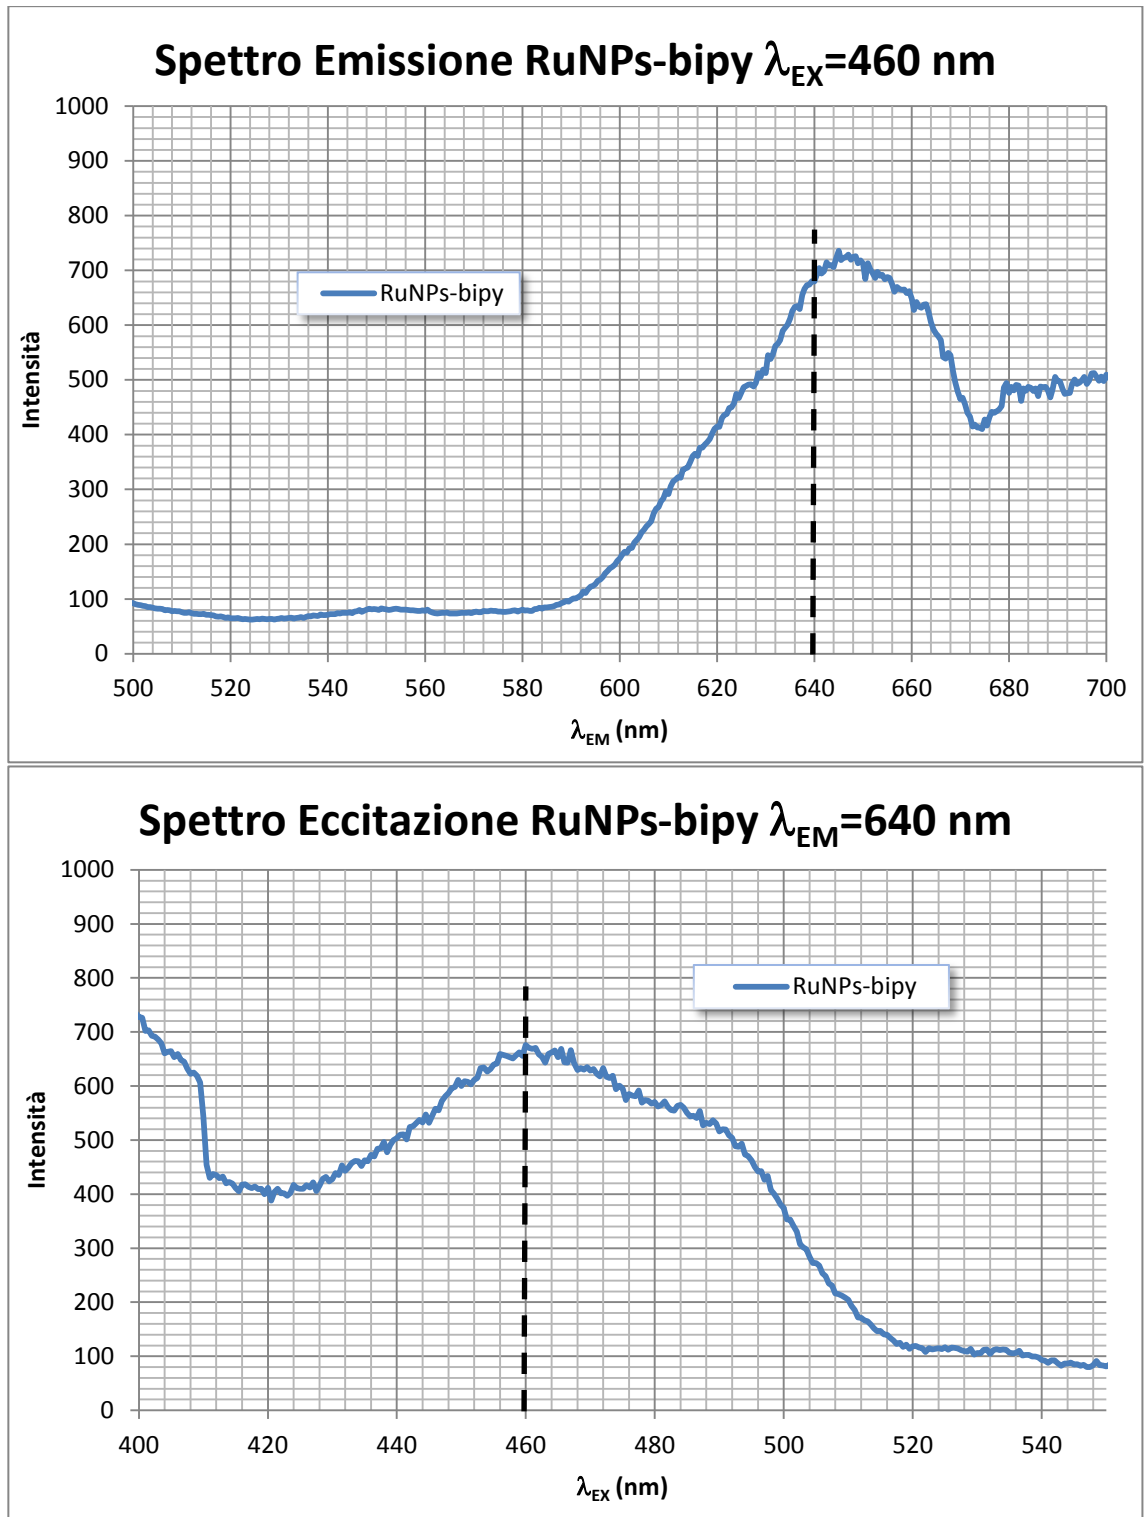 Spettro Emissione RuNPs-bipy λEX=460 nm
1000
900
800
700
600
500
400
300
200
100
0
Intensità
RuNPs-bipy
500 520 540 560 580 600 620 640 660 680 700
λEM (nm)
Spettro Eccitazione RuNPs-bipy λEM=640 nm
1000
900
800
700
600
500
400
300
200
100
0
Intensità
RuNPs-bipy
400 420 440 460 480 500 520 540
λEX (nm)